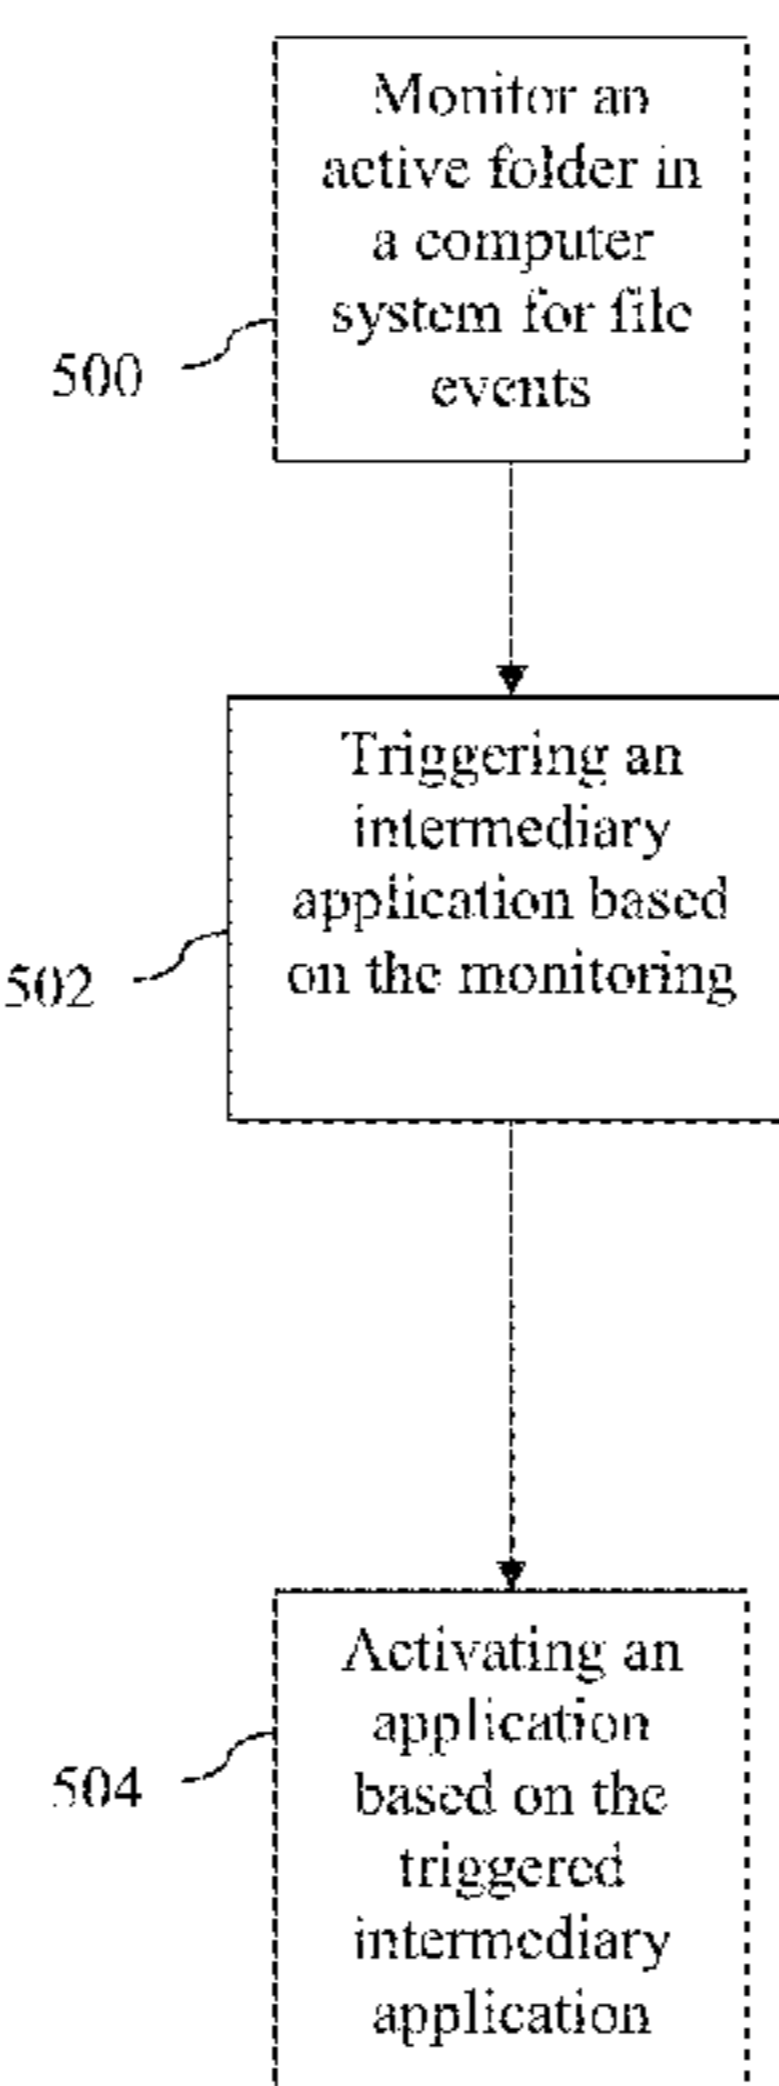 Monitor an
active folder in
a computer
system for file
events
500
Triggering an
intermediary
application based
on the monitoring
502
Activating an
application
based on the
triggered
intermediary
application
504